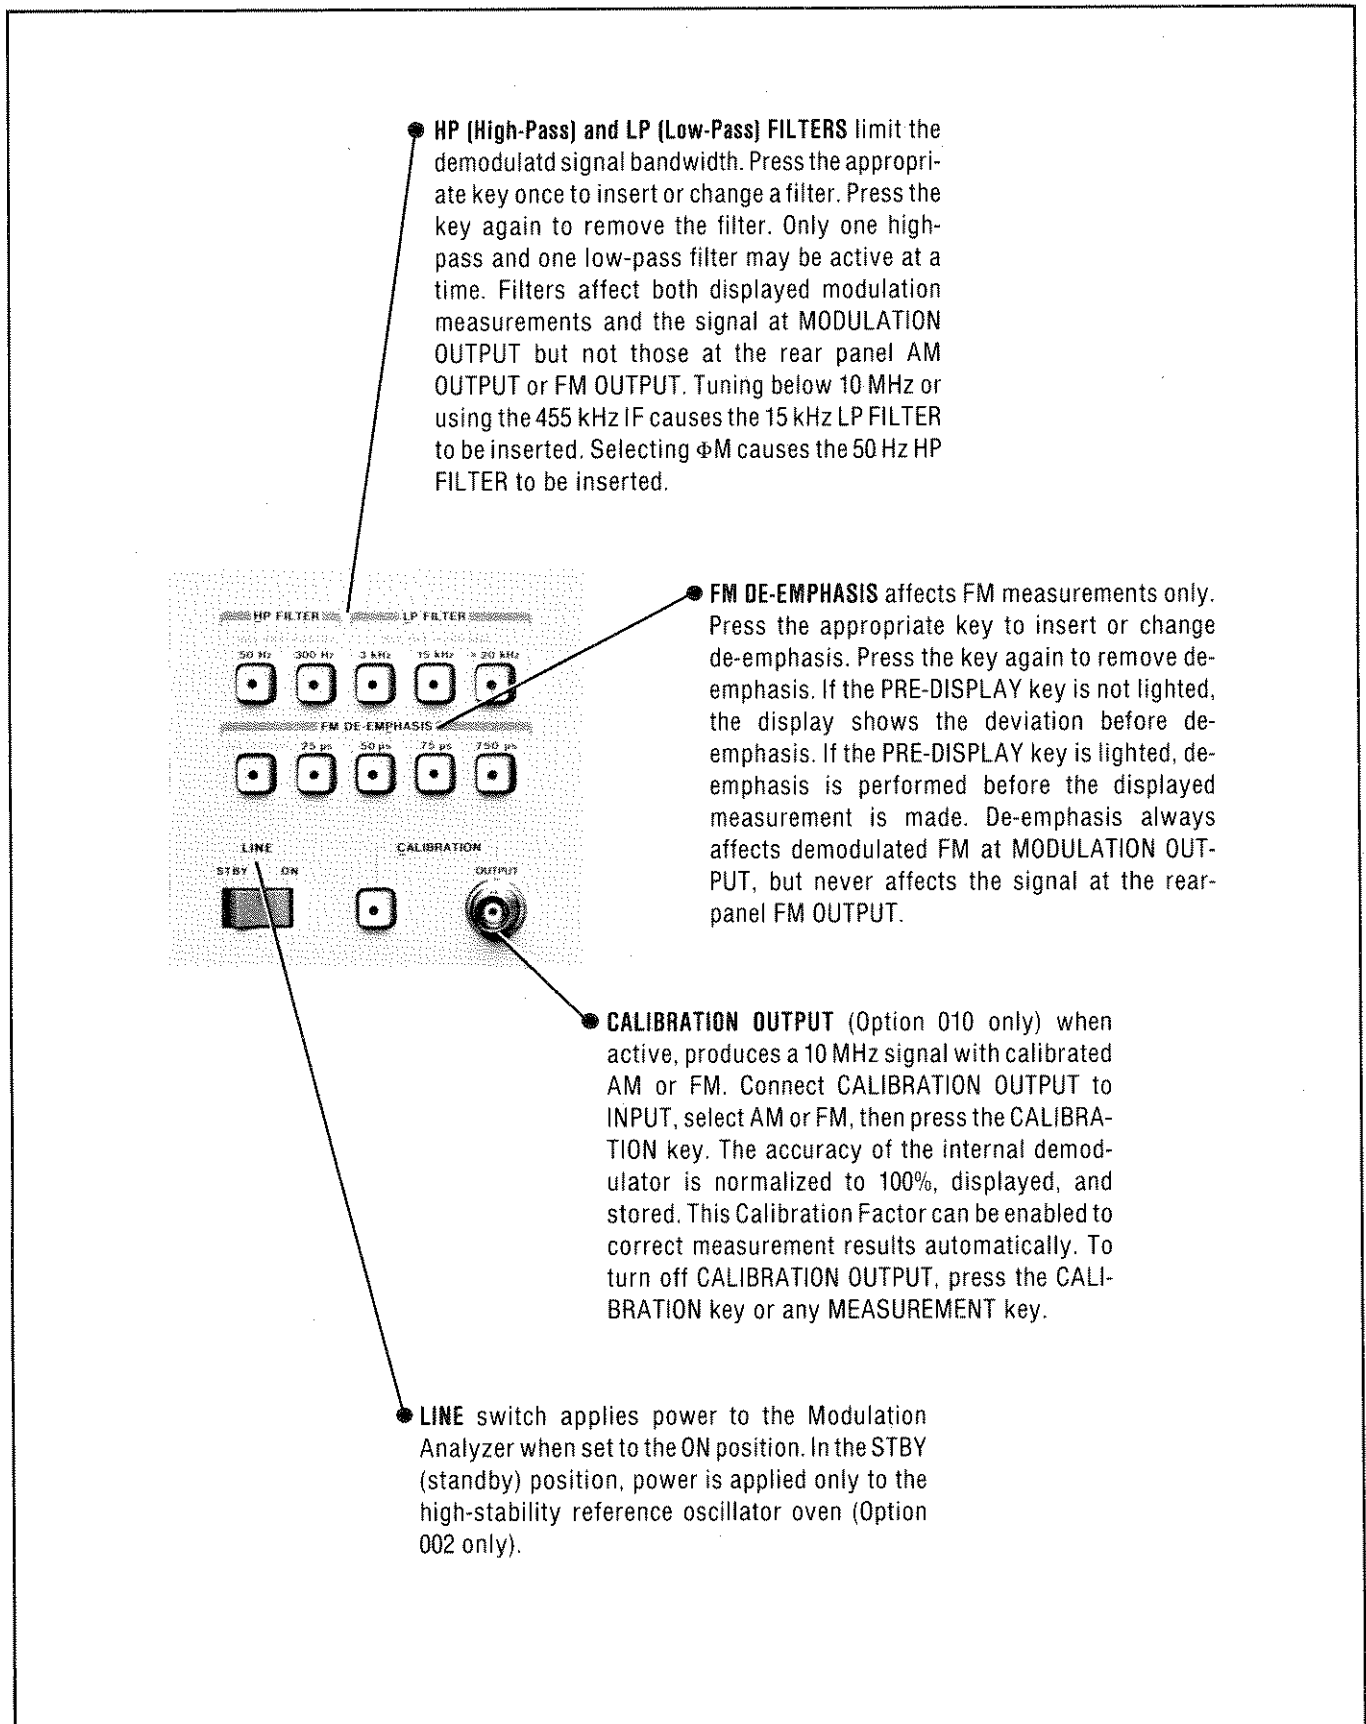 HP (High-Pass) and LP (Low-Pass) FILTERS limit the
demodulatd signal bandwidth. Press the appropri-
ate key once to insert or change a filter. Press the
key again to remove the filter. Only one high-
pass and one low-pass filter may be active at a
time. Filters affect both displayed modulation
measurements and the signal at MODULATION
OUTPUT but not those at the rear panel AM
OUTPUT or FM OUTPUT. Tuning below 10 MHz or
using the 455 kHz IF causes the 15 kHz LP FILTER
to be inserted. Selecting ΦM causes the 50 Hz HP
FILTER to be inserted.
HP FILTER LP FILTER
50 Hz 300 Hz 3 kHz 15 kHz > 20 kHz
FM DE-EMPHASIS
25 µs 50 µs 75 µs 750 µs
LINE CALIBRATION
STBY ON OUTPUT
FM DE-EMPHASIS affects FM measurements only.
Press the appropriate key to insert or change
de-emphasis. Press the key again to remove de-
emphasis. If the PRE-DISPLAY key is not lighted,
the display shows the deviation before de-
emphasis. If the PRE-DISPLAY key is lighted, de-
emphasis is performed before the displayed
measurement is made. De-emphasis always
affects demodulated FM at MODULATION OUT-
PUT, but never affects the signal at the rear-
panel FM OUTPUT.
CALIBRATION OUTPUT (Option 010 only) when
active, produces a 10 MHz signal with calibrated
AM or FM. Connect CALIBRATION OUTPUT to
INPUT, select AM or FM, then press the CALIBRA-
TION key. The accuracy of the internal demod-
ulator is normalized to 100%, displayed, and
stored. This Calibration Factor can be enabled to
correct measurement results automatically. To
turn off CALIBRATION OUTPUT, press the CALI-
BRATION key or any MEASUREMENT key.
LINE switch applies power to the Modulation
Analyzer when set to the ON position. In the STBY
(standby) position, power is applied only to the
high-stability reference oscillator oven (Option
002 only).